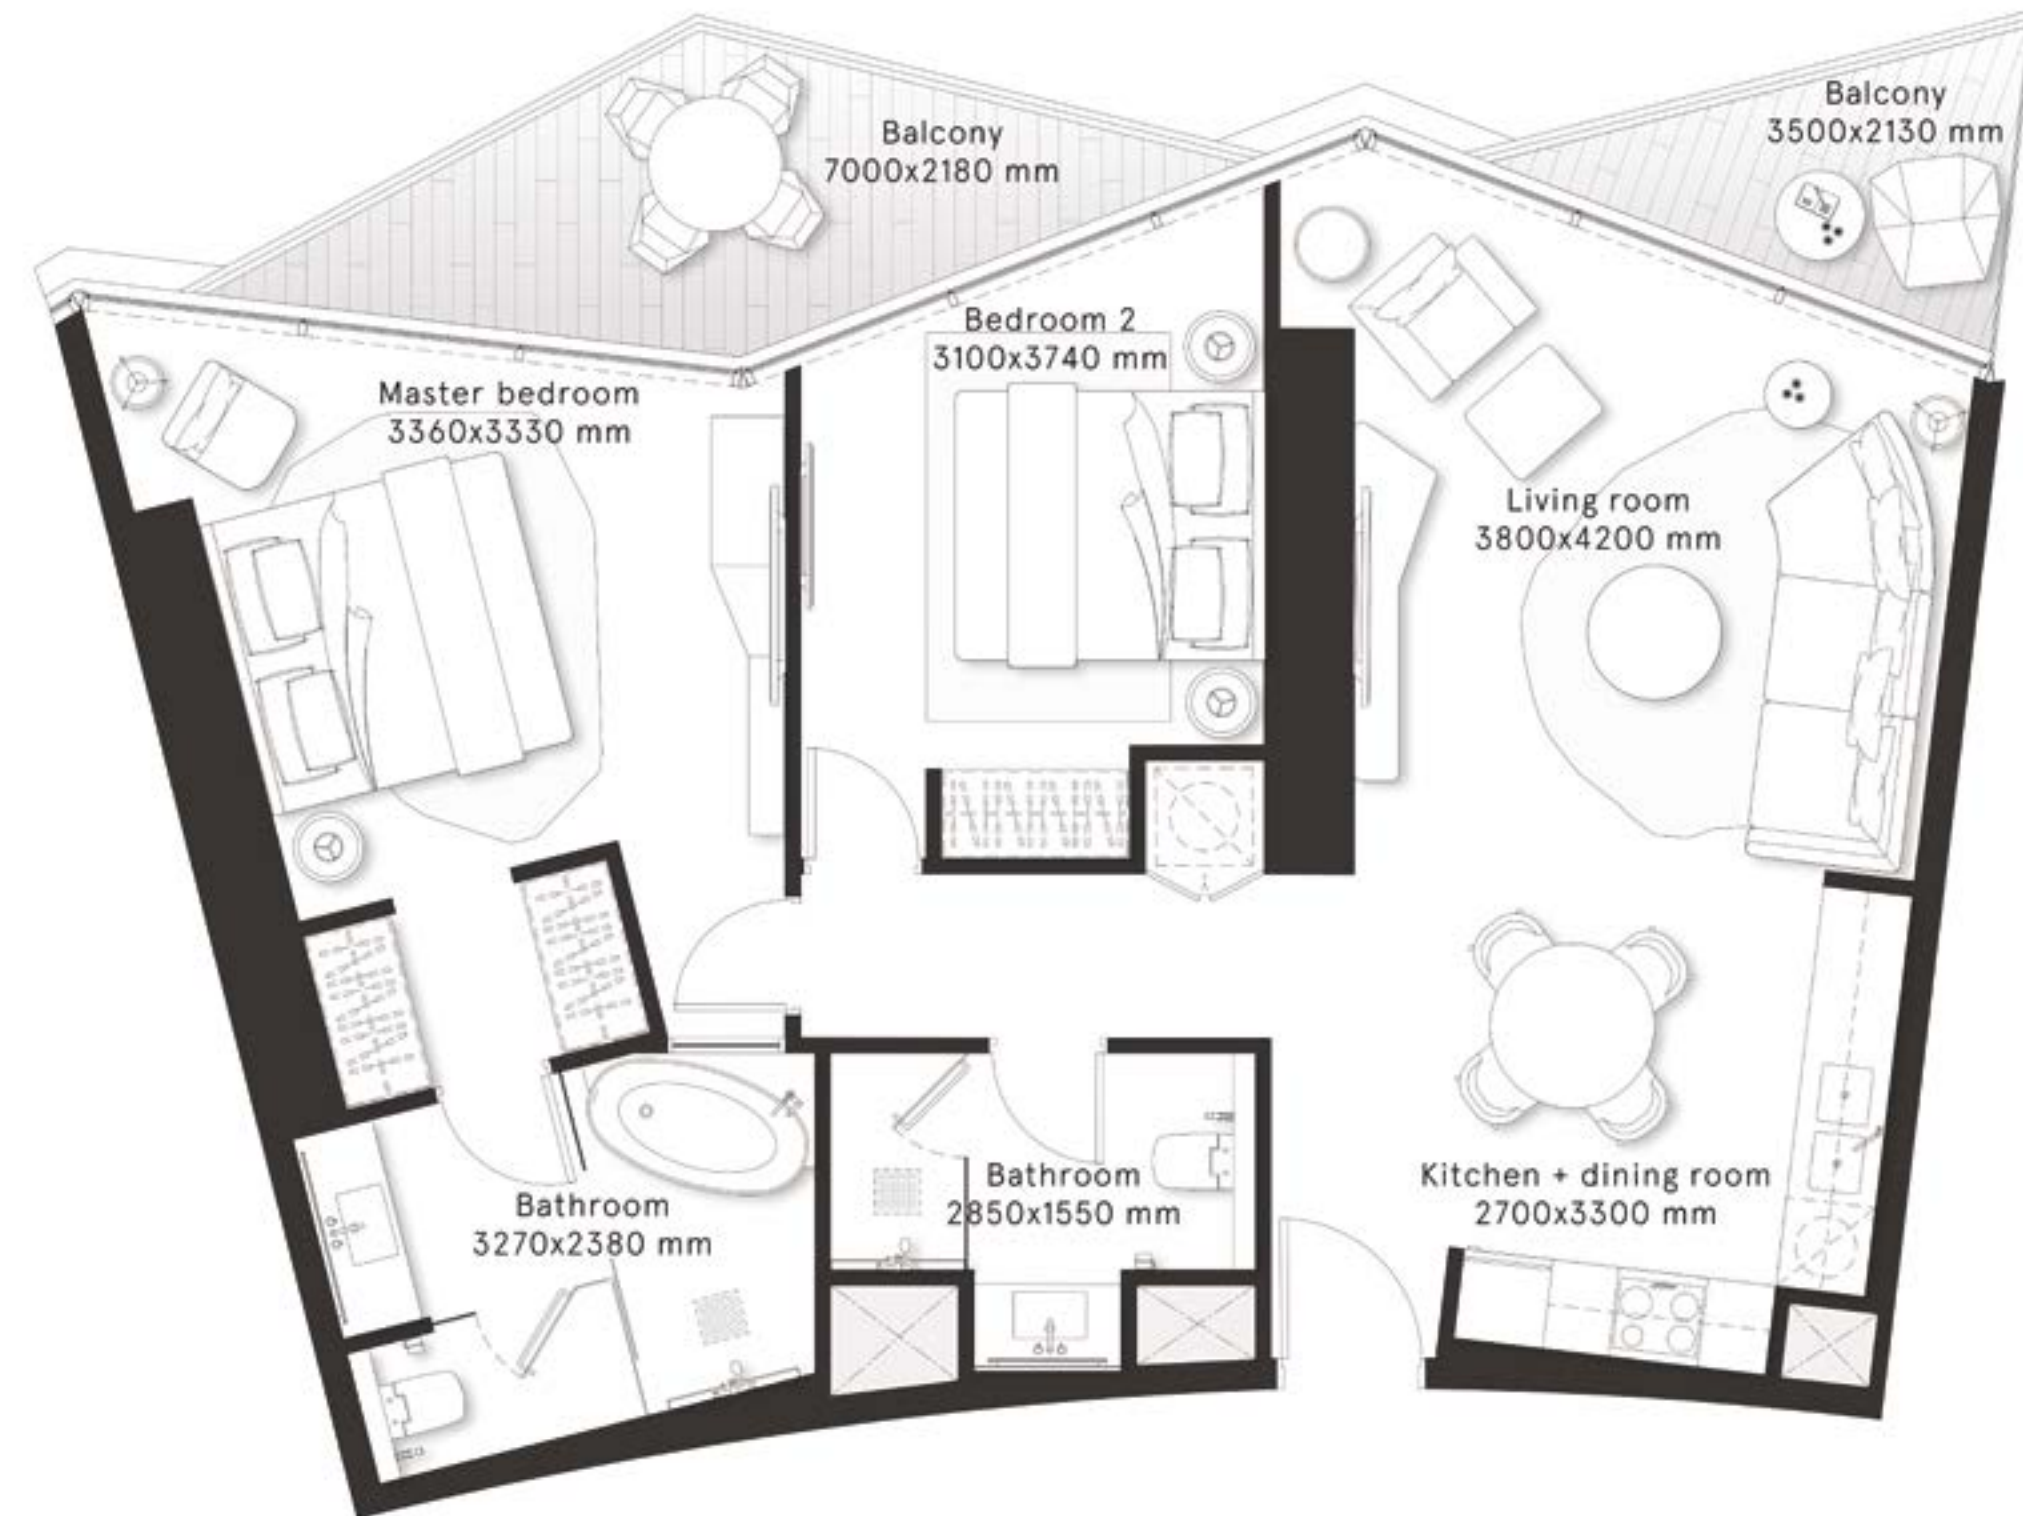 Balcony
7000x2180 mm
Balcony
3500x2130 mm
Master bedroom
3360x3330 mm
Bedroom 2
3100x3740 mm
Living room
3800x4200 mm
Bathroom
3270x2380 mm
Bathroom
2850x1550 mm
Kitchen + dining room
2700x3300 mm